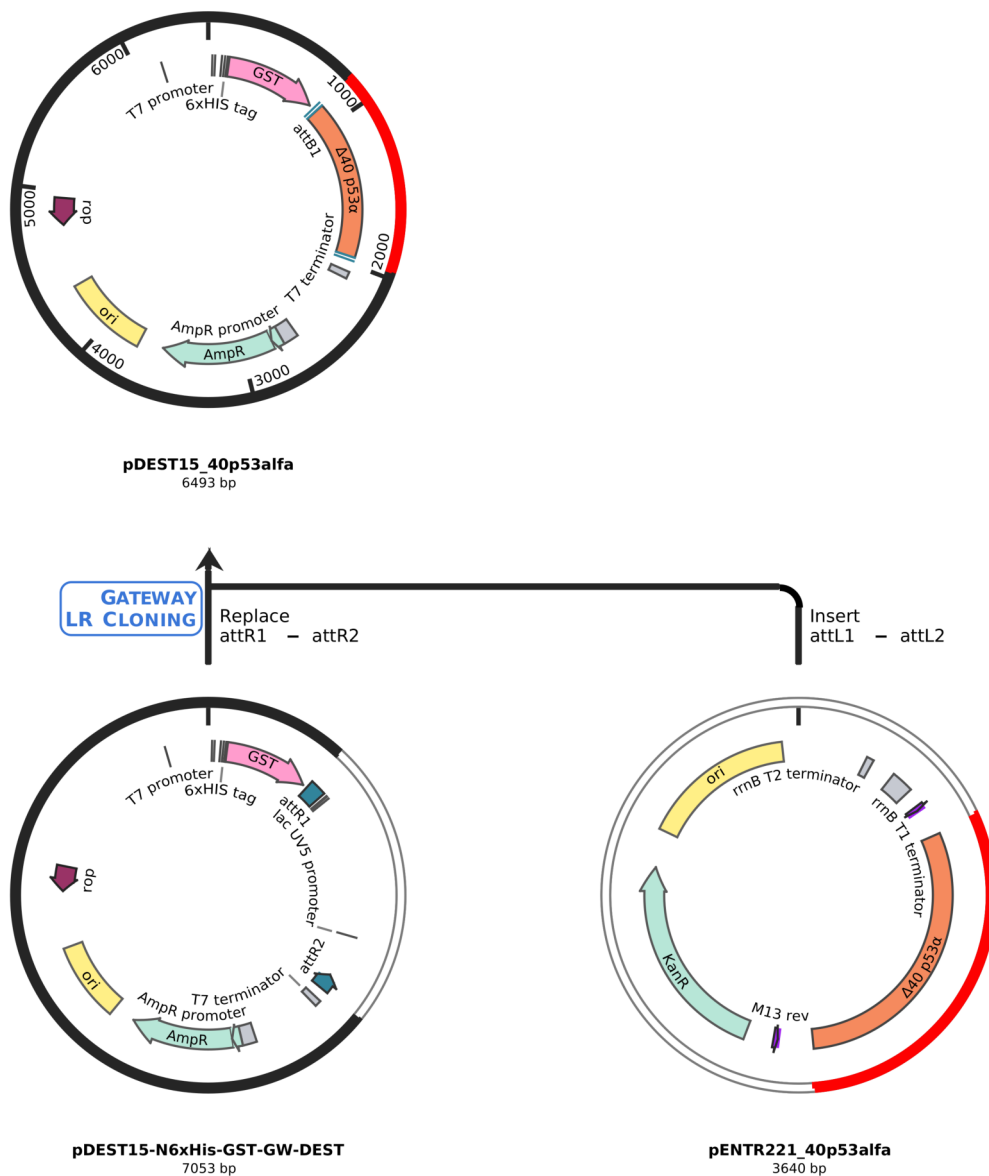 6000
1000
T7 promoter
6xHIS tag
GST
attB1
Δ40 p53α
5000
rop
2000
T7 terminator
AmpR promoter
ori
AmpR
4000
3000
pDEST15_40p53alfa
6493 bp
GATEWAY
LR CLONING
Replace
attR1 – attR2
Insert
attL1 – attL2
T7 promoter
6xHIS tag
GST
attR1
lac UV5 promoter
rop
attR2
T7 terminator
AmpR promoter
ori
AmpR
pDEST15-N6xHis-GST-GW-DEST
7053 bp
ori
rrnB T2 terminator
rrnB T1 terminator
Δ40 p53α
KanR
M13 rev
pENTR221_40p53alfa
3640 bp